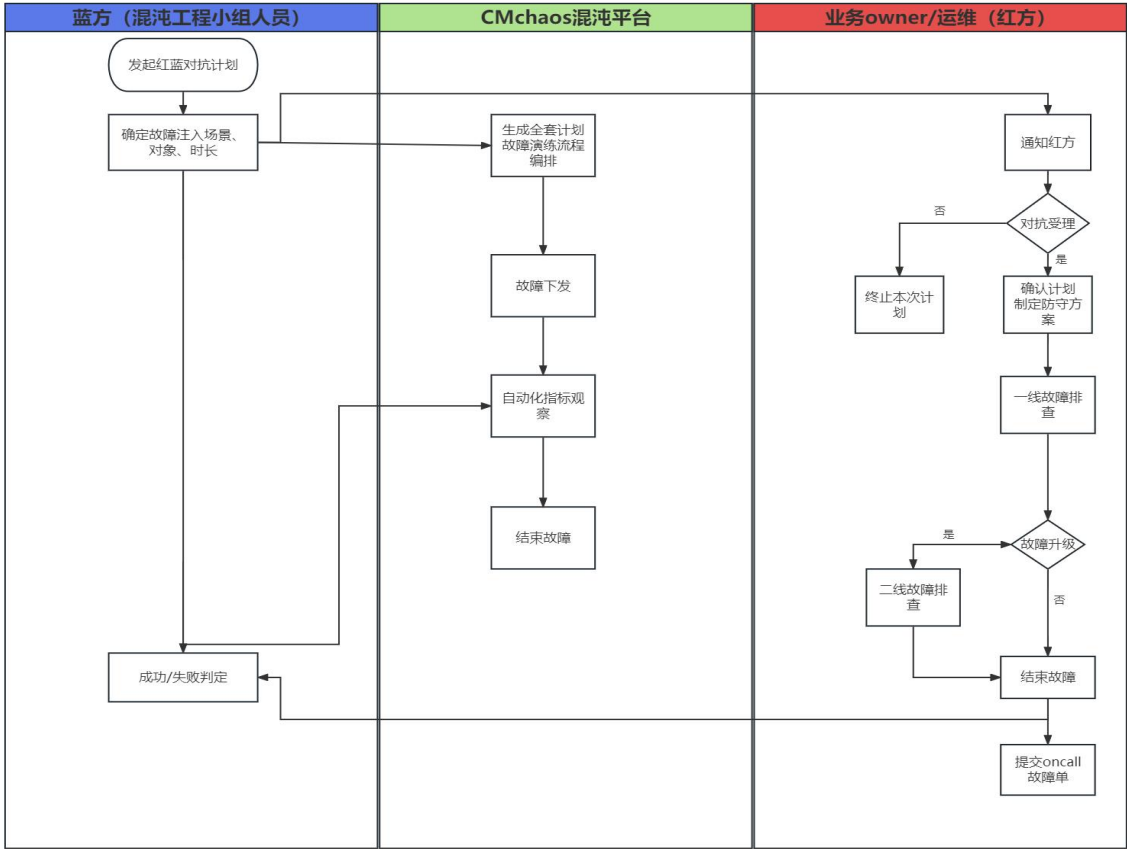 蓝方（混沌工程小组人员）
CMchaos混沌平台
业务owner/运维（红方）
发起红蓝对抗计划
确定故障注入场景、
对象、时长
生成全套计划
故障演练流程
编排
通知红方
对抗受理
否
是
终止本次计
划
确认计划
制定防守方
案
故障下发
自动化指标观
察
一线故障排
查
结束故障
故障升级
是
否
二线故障排
查
成功/失败判定
结束故障
提交oncall
故障单